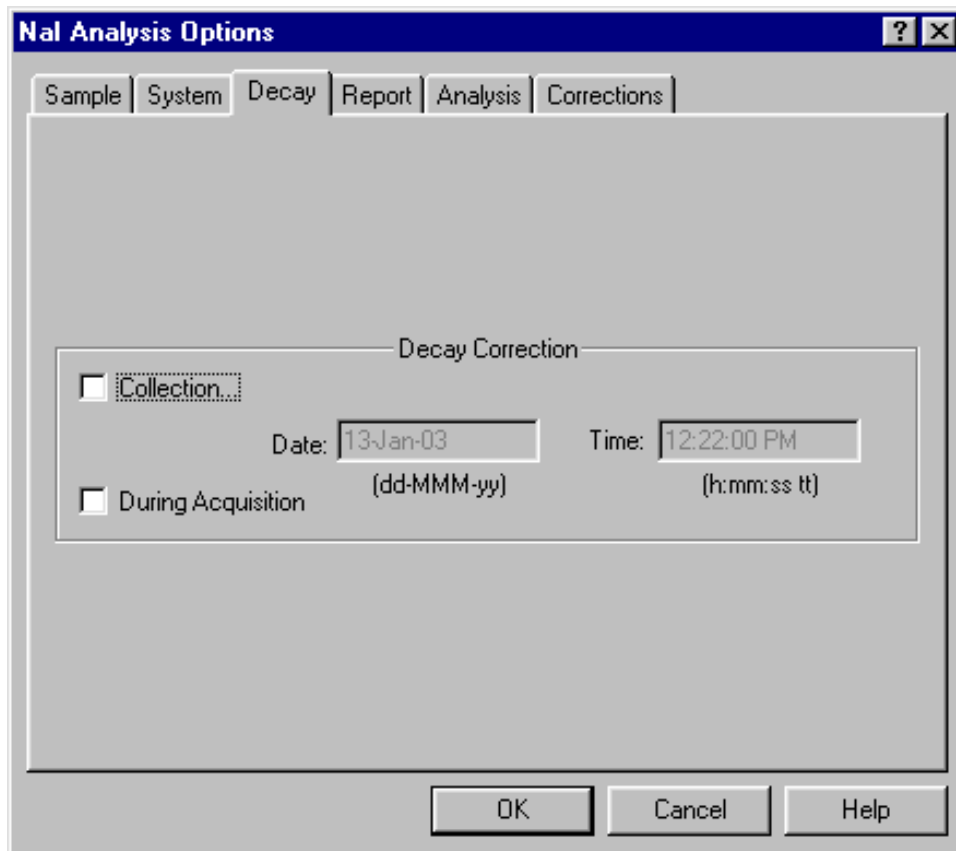 NaI Analysis Options
Sample System Decay Report Analysis Corrections
Decay Correction
Collection...
Date: 13-Jan-03 Time: 12:22:00 PM
(dd-MMM-yy) (h:mm:ss tt)
During Acquisition
OK Cancel Help